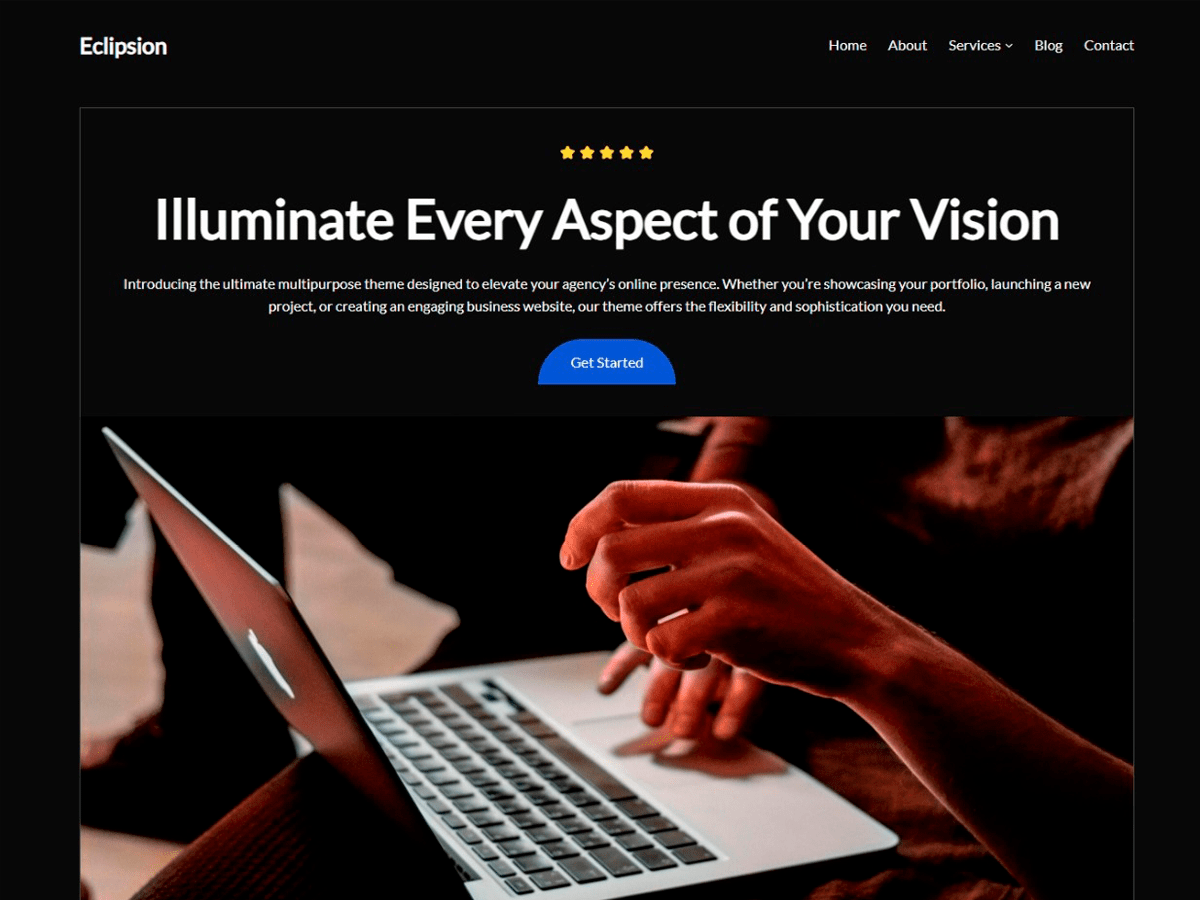 Eclipsion
Home About Services Blog Contact
Illuminate Every Aspect of Your Vision
Introducing the ultimate multipurpose theme designed to elevate your agency’s online presence. Whether you’re showcasing your portfolio, launching a new
project, or creating an engaging business website, our theme offers the flexibility and sophistication you need.
Get Started